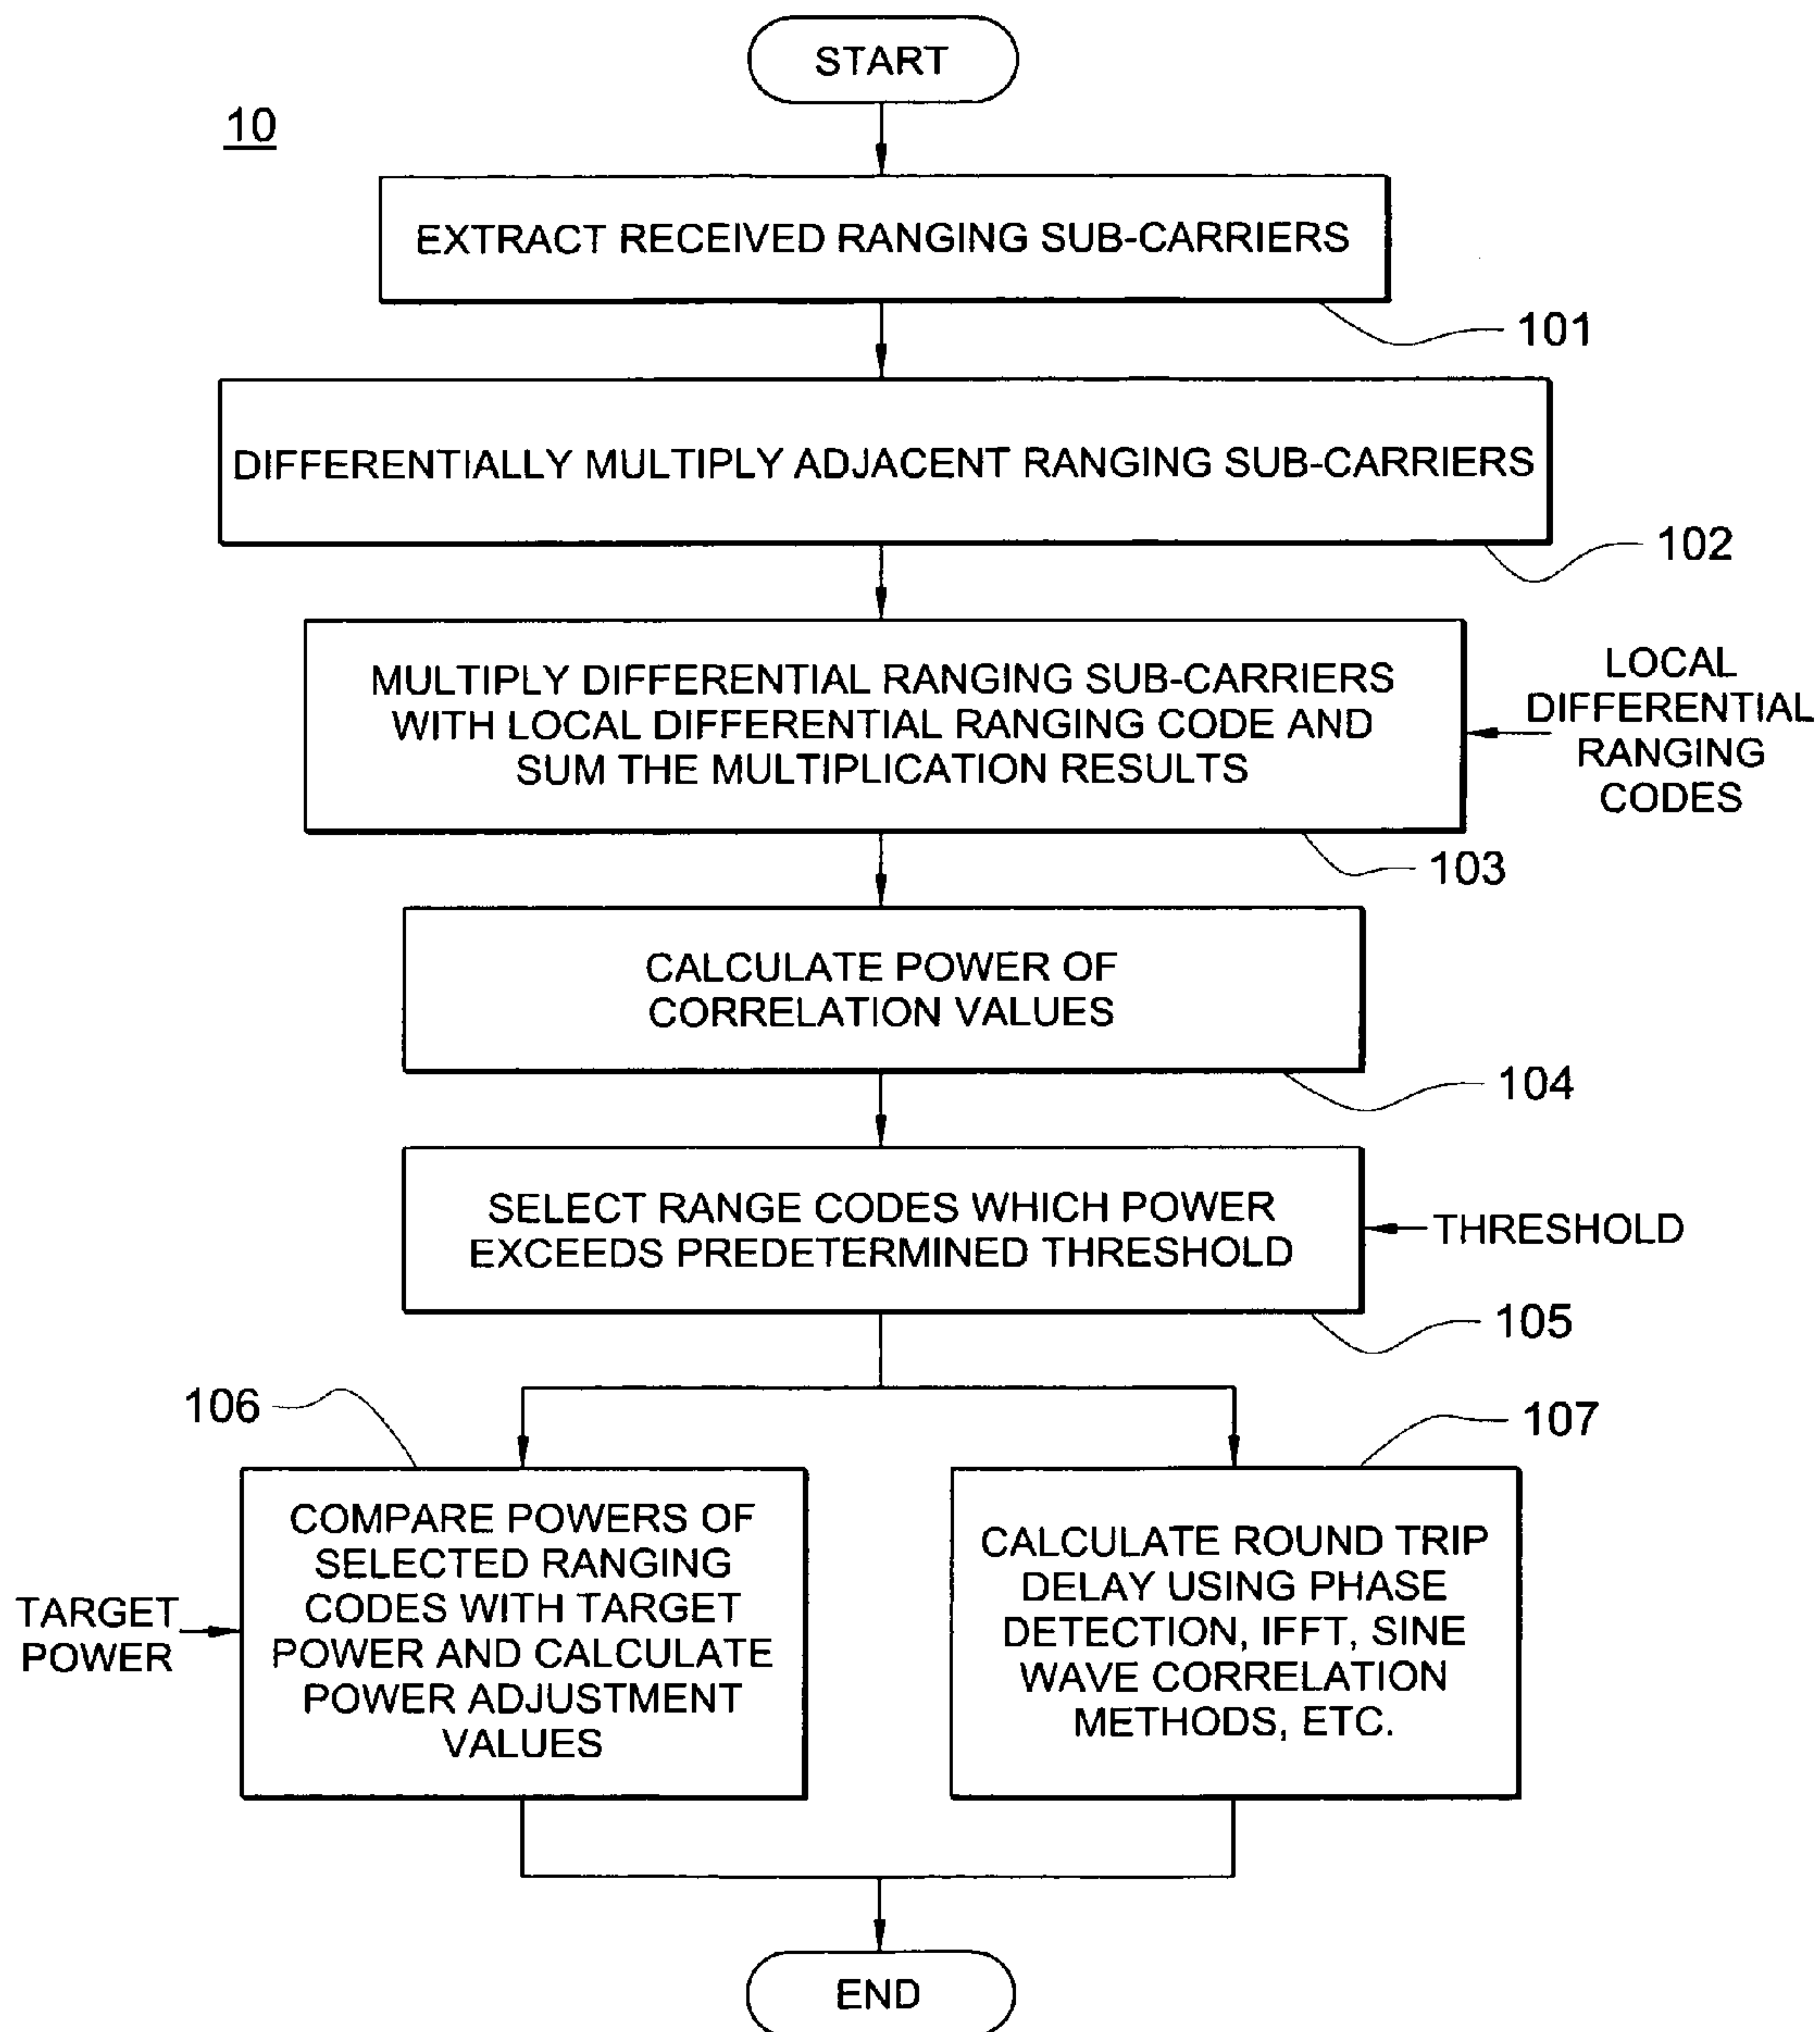 START
10
EXTRACT RECEIVED RANGING SUB-CARRIERS
101
DIFFERENTIALLY MULTIPLY ADJACENT RANGING SUB-CARRIERS
102
MULTIPLY DIFFERENTIAL RANGING SUB-CARRIERS
WITH LOCAL DIFFERENTIAL RANGING CODE AND
SUM THE MULTIPLICATION RESULTS
LOCAL
DIFFERENTIAL
RANGING
CODES
103
CALCULATE POWER OF
CORRELATION VALUES
104
SELECT RANGE CODES WHICH POWER
EXCEEDS PREDETERMINED THRESHOLD
THRESHOLD
105
106
107
TARGET
POWER
COMPARE POWERS OF
SELECTED RANGING
CODES WITH TARGET
POWER AND CALCULATE
POWER ADJUSTMENT
VALUES
CALCULATE ROUND TRIP
DELAY USING PHASE
DETECTION, IFFT, SINE
WAVE CORRELATION
METHODS, ETC.
END